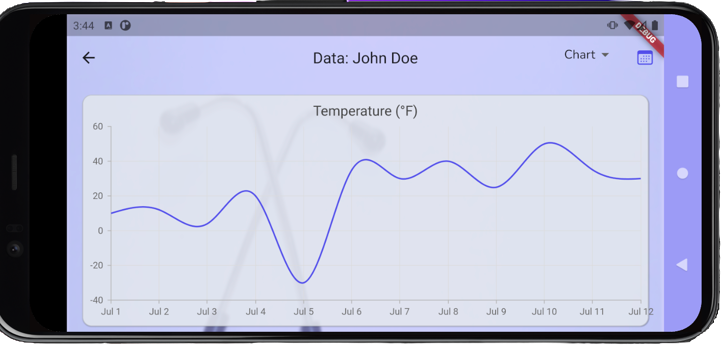 3:44
DEBUG
Data: John Doe
Chart
Temperature (°F)
60
40
20
0
-20
-40
Jul 1 Jul 2 Jul 3 Jul 4 Jul 5 Jul 6 Jul 7 Jul 8 Jul 9 Jul 10 Jul 11 Jul 12